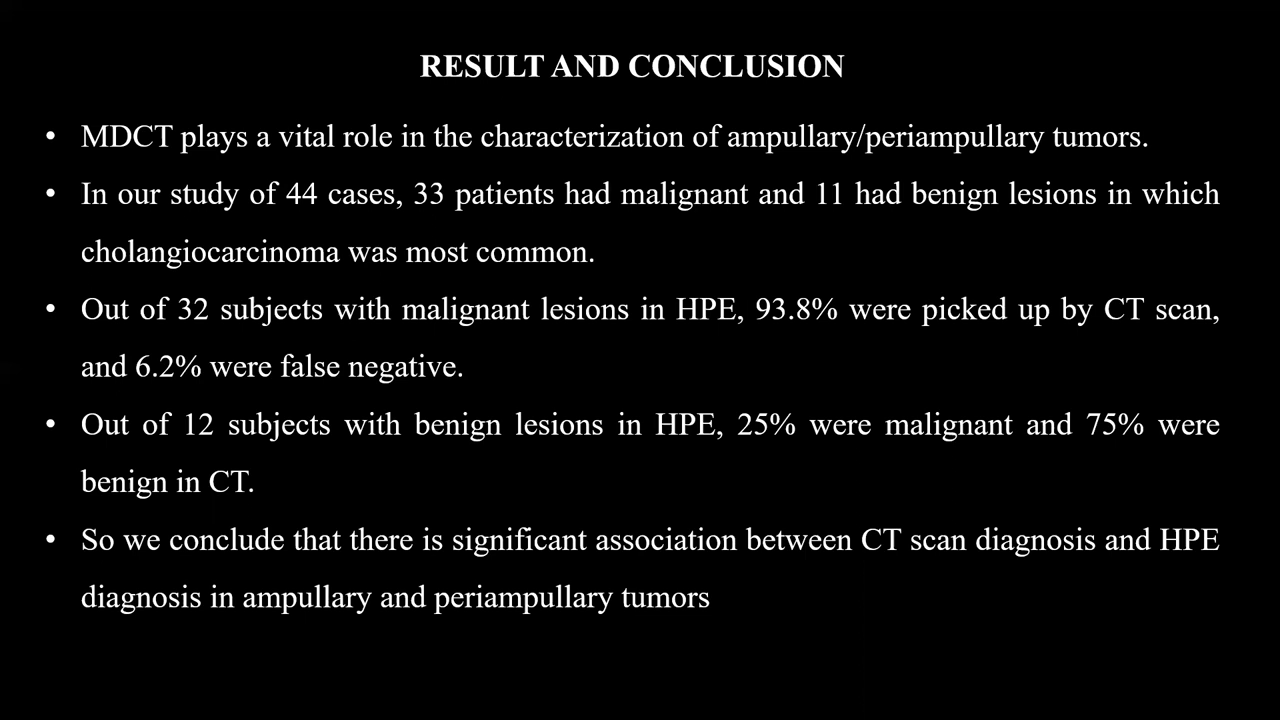 RESULT AND CONCLUSION
• MDCT plays a vital role in the characterization of ampullary/periampullary tumors.
• In our study of 44 cases, 33 patients had malignant and 11 had benign lesions in which
cholangiocarcinoma was most common.
• Out of 32 subjects with malignant lesions in HPE, 93.8% were picked up by CT scan,
and 6.2% were false negative.
• Out of 12 subjects with benign lesions in HPE, 25% were malignant and 75% were
benign in CT.
• So we conclude that there is significant association between CT scan diagnosis and HPE
diagnosis in ampullary and periampullary tumors